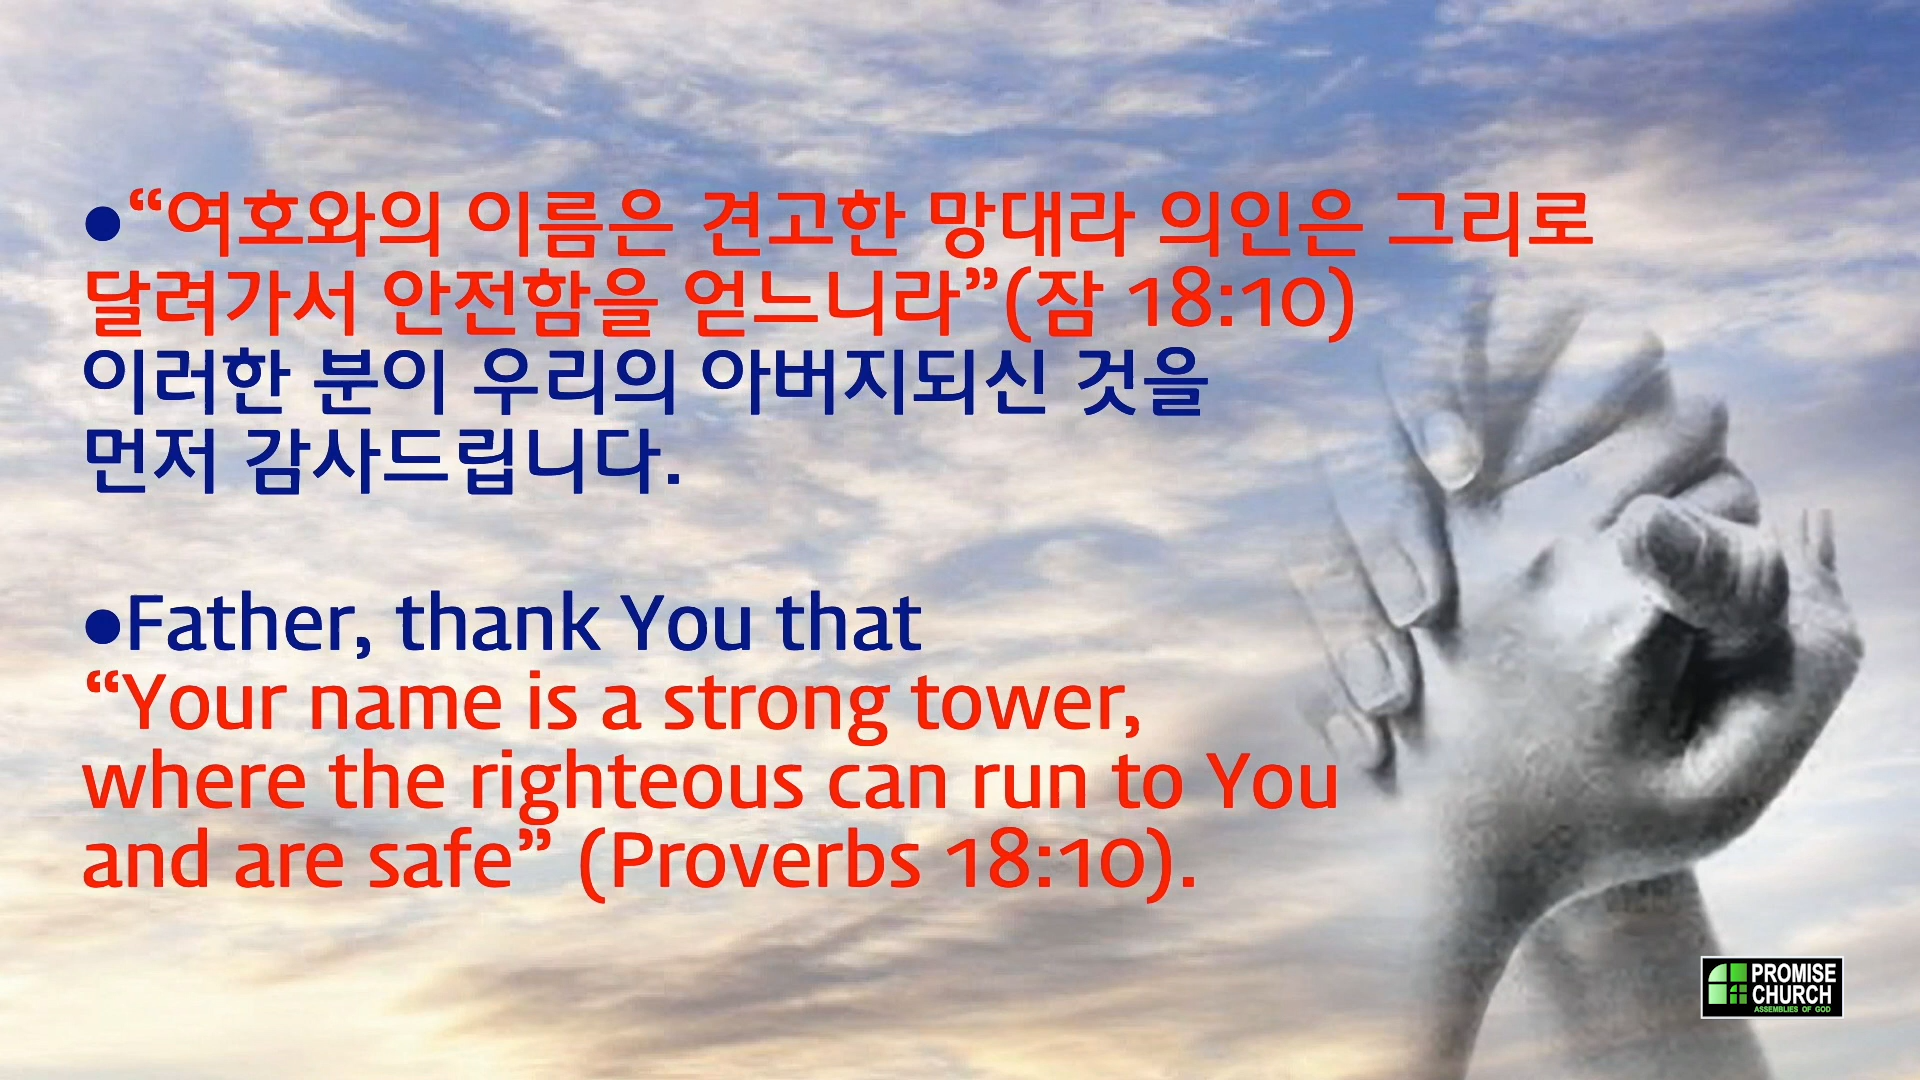 ●“여호와의 이름은 견고한 망대라 의인은 그리로
달려가서 안전함을 얻느니라”(잠 18:10)
이러한 분이 우리의 아버지되신 것을
먼저 감사드립니다.
●Father, thank You that
“Your name is a strong tower,
where the righteous can run to You
and are safe” (Proverbs 18:10).
PROMISE
CHURCH
ASSEMBLIES OF GOD